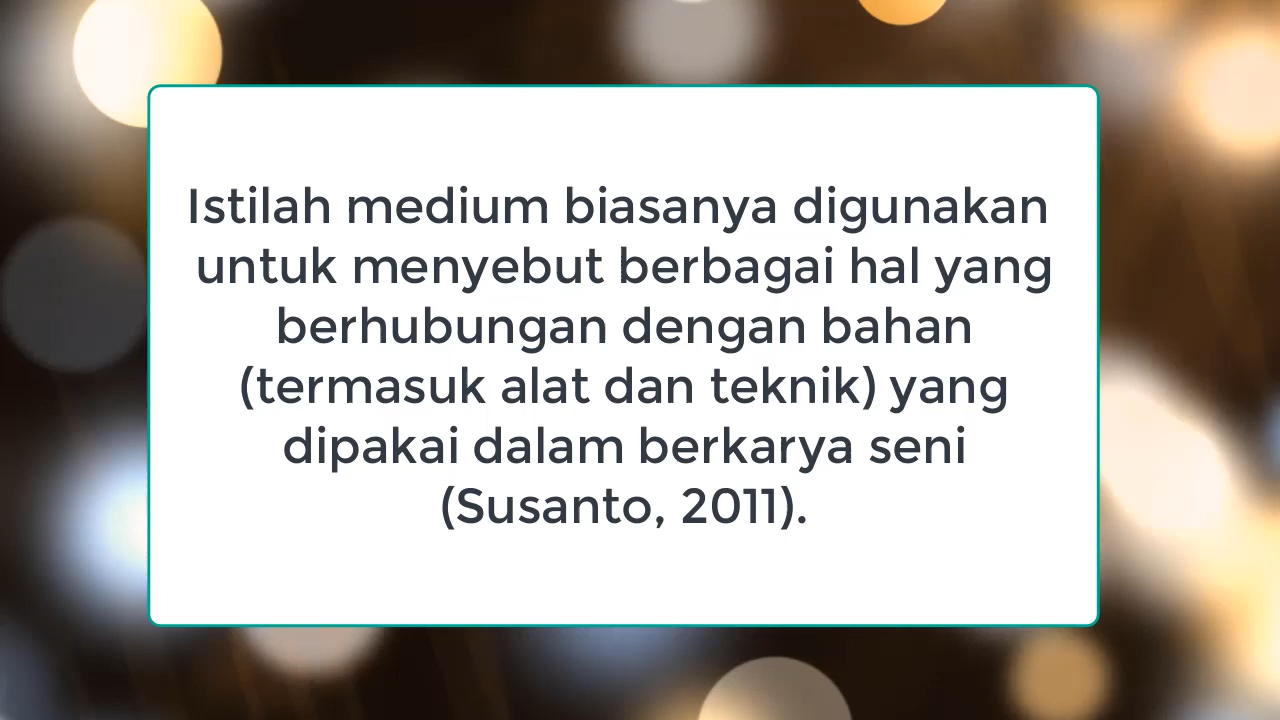 Istilah medium biasanya digunakan
untuk menyebut berbagai hal yang
berhubungan dengan bahan
(termasuk alat dan teknik) yang
dipakai dalam berkarya seni
(Susanto, 2011).